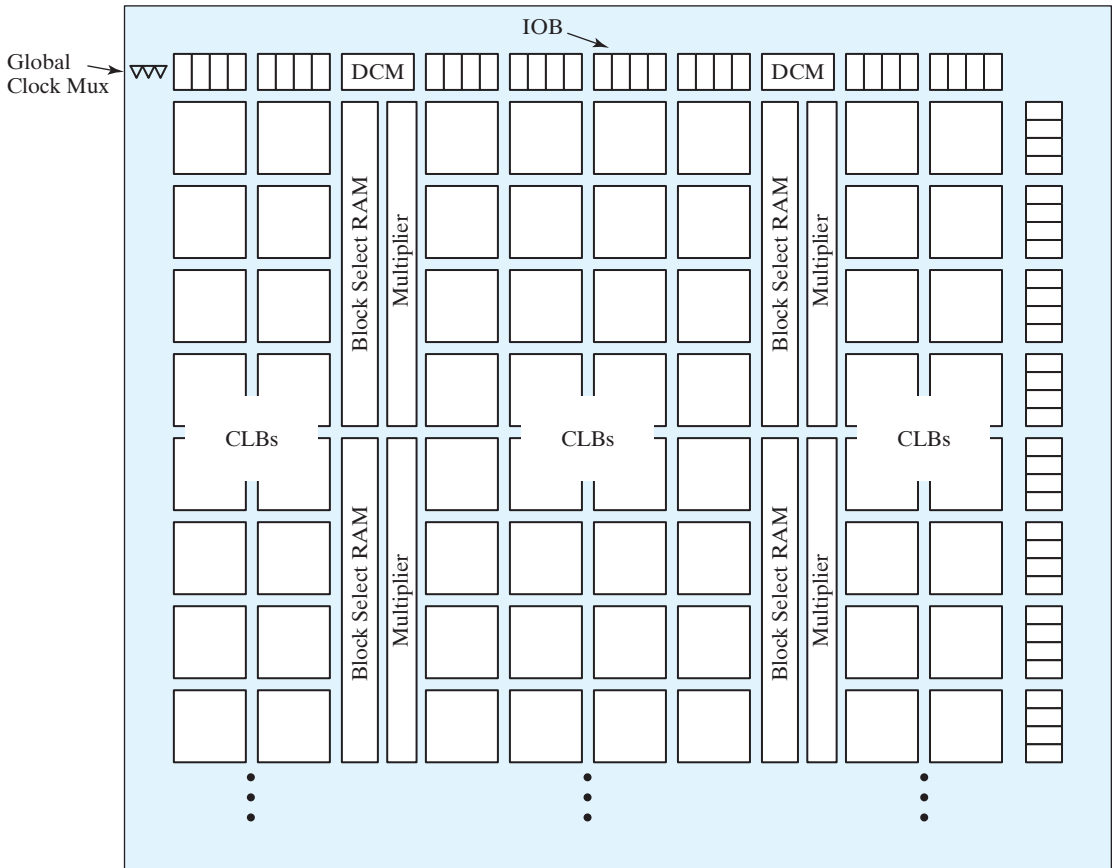 IOB
Global
Clock Mux
DCM
DCM
Block Select RAM
Multiplier
Block Select RAM
Multiplier
CLBs
CLBs
CLBs
Block Select RAM
Multiplier
Block Select RAM
Multiplier